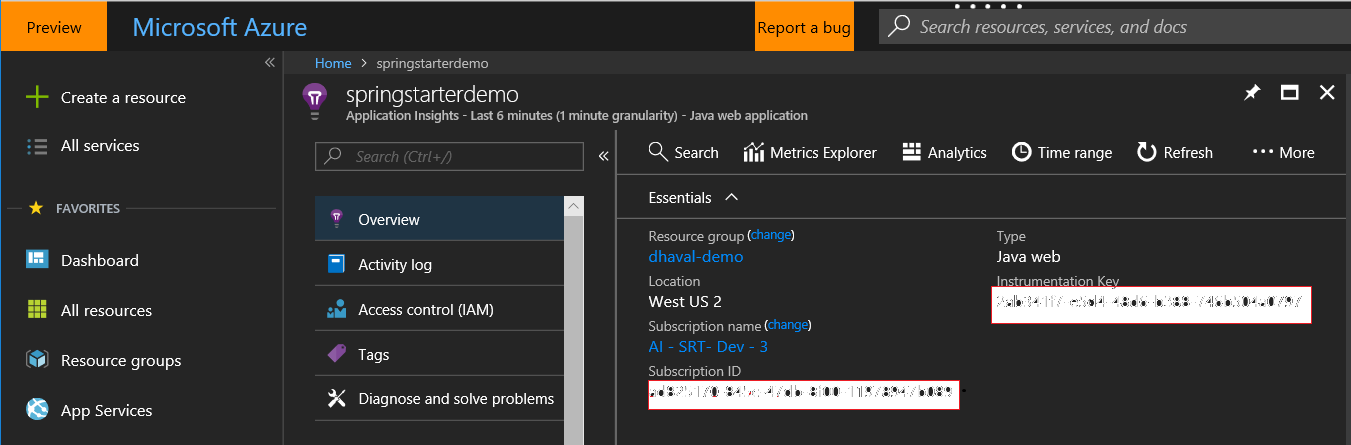 Preview
Microsoft Azure
Report a bug
Search resources, services, and docs
Home > springstarterdemo
springstarterdemo
Application Insights - Last 6 minutes (1 minute granularity) - Java web application
Create a resource
All services
FAVORITES
Dashboard
All resources
Resource groups
App Services
Search (Ctrl+/)
Overview
Activity log
Access control (IAM)
Tags
Diagnose and solve problems
Search
Metrics Explorer
Analytics
Time range
Refresh
More
Essentials
Resource group (change)
dhaval-demo
Location
West US 2
Subscription name (change)
AI - SRT- Dev - 3
Subscription ID
Type
Java web
Instrumentation Key